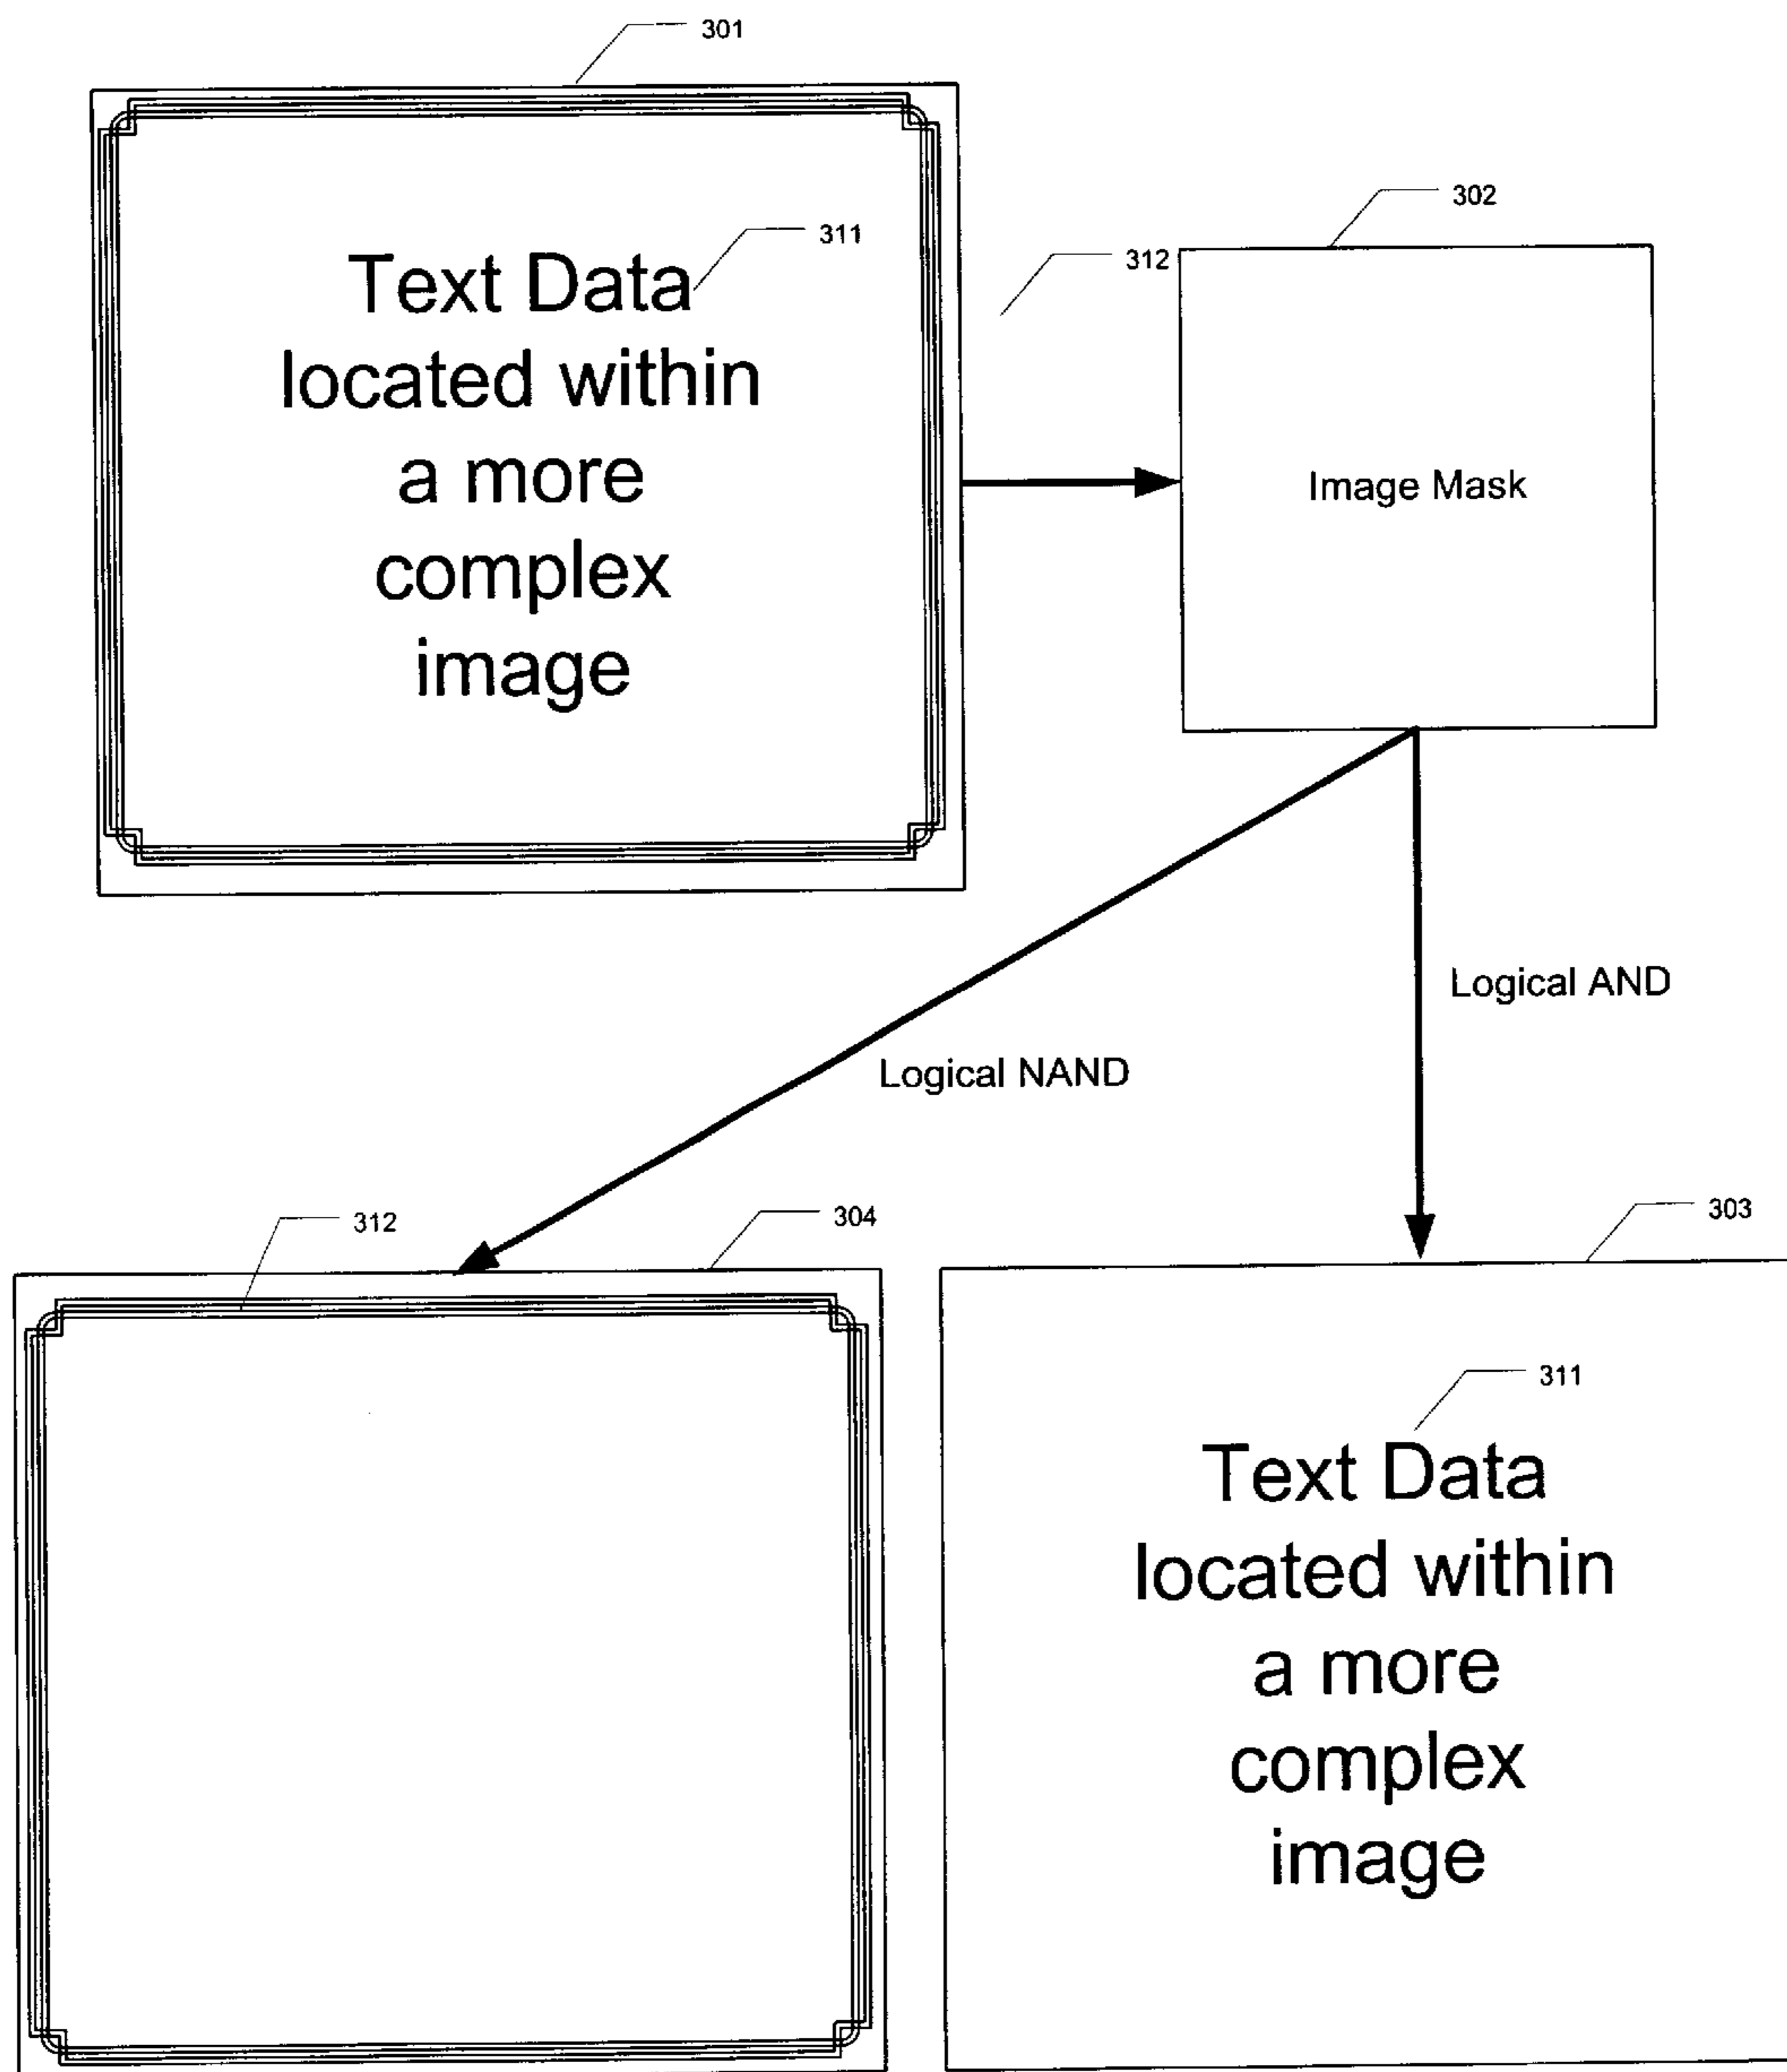 301
302
311
Text Data
312
located within
a more
Image Mask
complex
image
Logical AND
Logical NAND
312
304
303
311
Text Data
located within
a more
complex
image